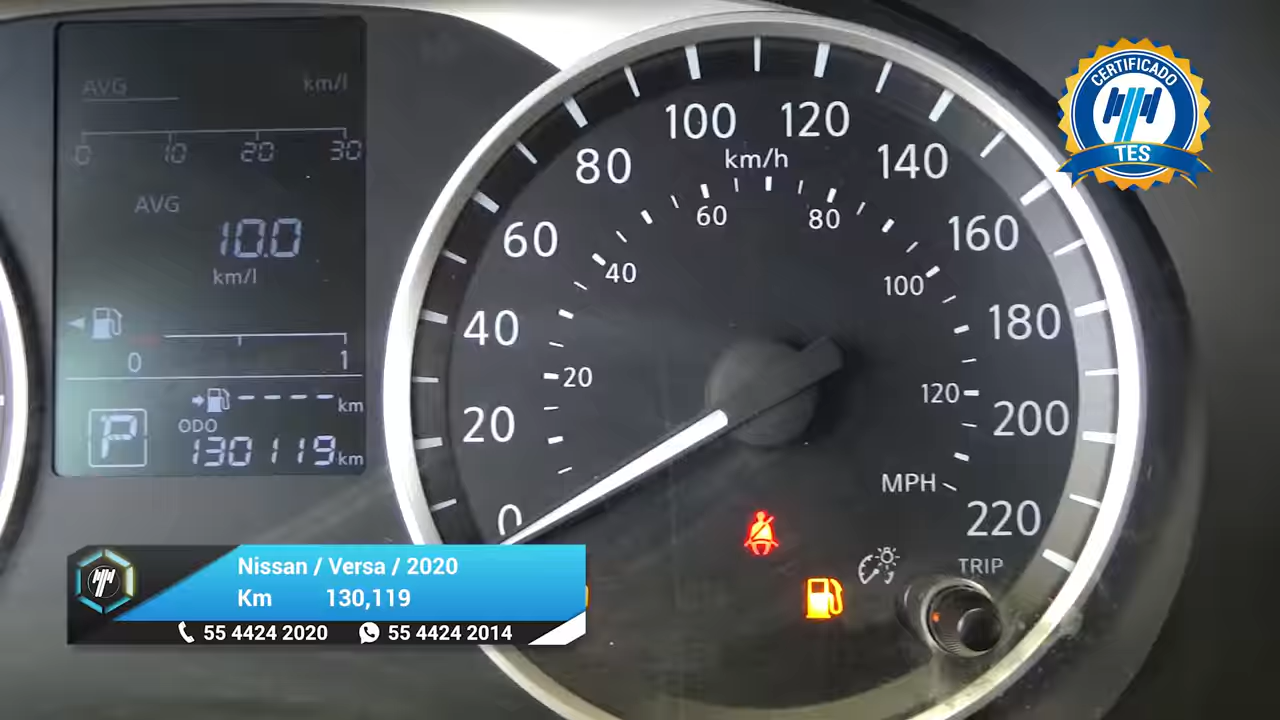 AVG km/l
0 10 20 30
AVG
10.0
km/l
0 1
---- km
P
ODO
130119 km
0
20
40
60
80
100
120
140
160
180
200
220
km/h
20
40
60
80
100
120
MPH
TRIP
CERTIFICADO
TES
Nissan / Versa / 2020
Km 130,119
55 4424 2020 55 4424 2014